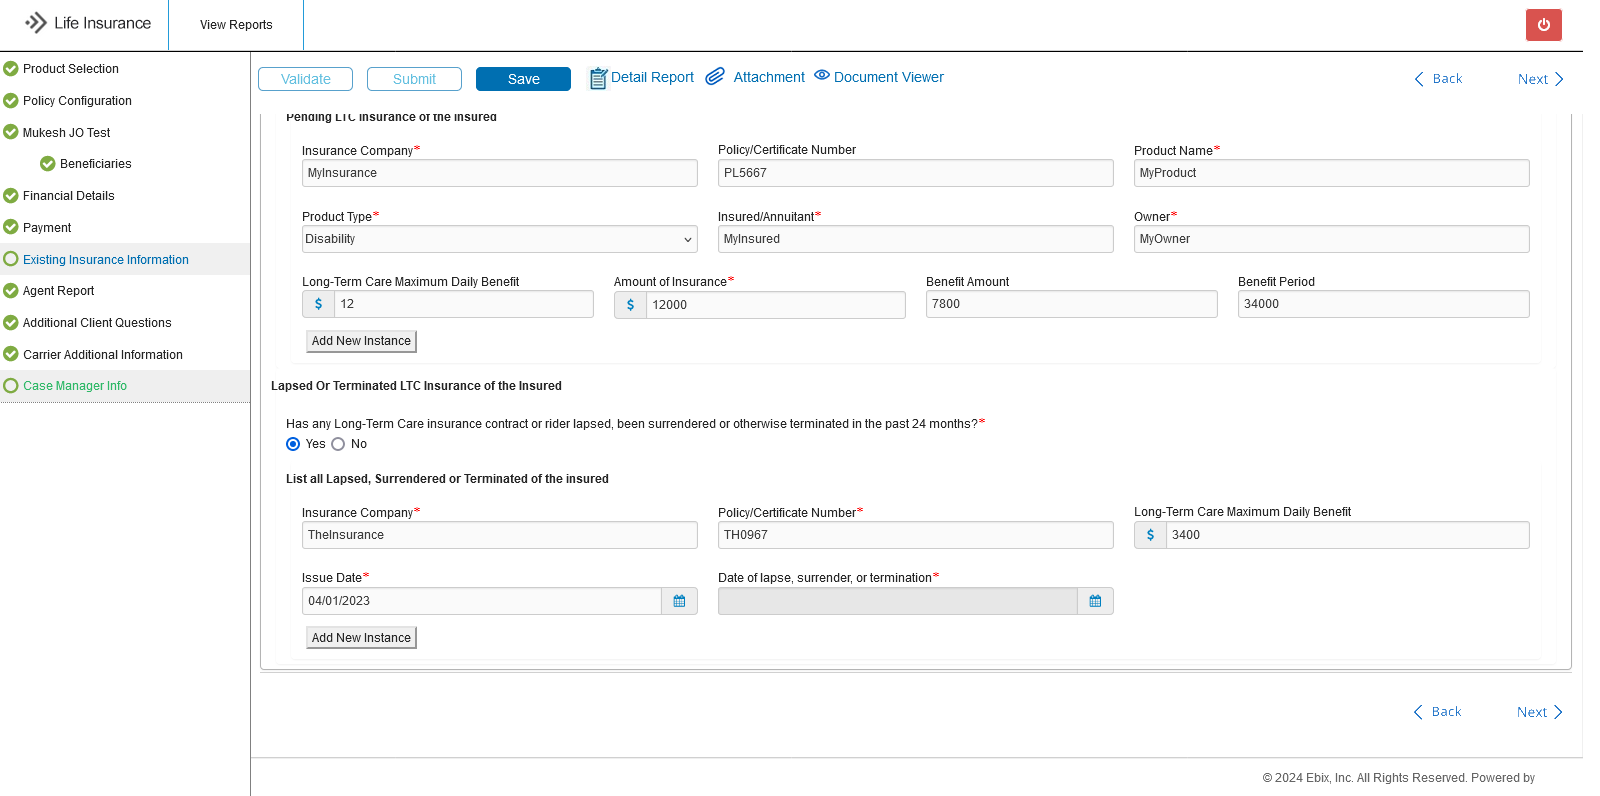 Life Insurance
View Reports
Product Selection
Policy Configuration
Mukesh JO Test
Beneficiaries
Financial Details
Payment
Existing Insurance Information
Agent Report
Additional Client Questions
Carrier Additional Information
Case Manager Info
Validate Submit Save Detail Report Attachment Document Viewer Back Next
Pending LTC Insurance of the Insured
Insurance Company* Policy/Certificate Number Product Name*
MyInsurance PL5667 MyProduct
Product Type* Insured/Annuitant* Owner*
Disability MyInsured MyOwner
Long-Term Care Maximum Daily Benefit Amount of Insurance* Benefit Amount Benefit Period
$ 12 $ 12000 7800 34000
Add New Instance
Lapsed Or Terminated LTC Insurance of the Insured
Has any Long-Term Care insurance contract or rider lapsed, been surrendered or otherwise terminated in the past 24 months?*
Yes No
List all Lapsed, Surrendered or Terminated of the insured
Insurance Company* Policy/Certificate Number* Long-Term Care Maximum Daily Benefit
TheInsurance TH0967 $ 3400
Issue Date* Date of lapse, surrender, or termination*
04/01/2023
Add New Instance
Back Next
© 2024 Ebix, Inc. All Rights Reserved. Powered by